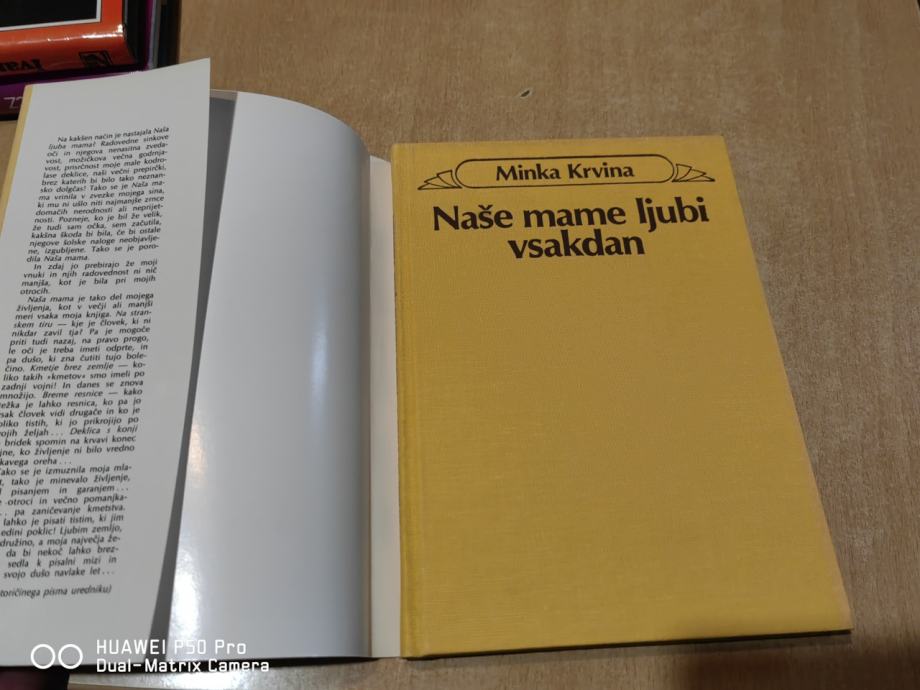 Ivan
Na kakšen način je nastajala Naša
ljuba mama? Radovedne sinkove
oči in njegova nenasitna zveda-
vost, možičkova večna godrnja-
vost, prisrčnost moje male kodro-
lase deklice, naši večni prepirčki,
brez katerih bi bilo tako neznan-
sko dolgčas! Tako se je Naša ma-
ma vrinila v zvezke mojega sina,
ki mu ni ušlo niti najmanjše zrnce
domačih nerodnosti ali neprijet-
nosti. Pozneje, ko je bil že velik,
že tudi sam očka, sem začutila,
kakšna škoda bi bila, če bi ostale
njegove šolske naloge neobjavlje-
ne, izgubljene. Tako se je poro-
dila Naša mama.
In zdaj jo prebirajo že moji
vnuki in njih radovednost ni nič
manjša, kot je bila pri mojih
otrocih.
Naša mama je tako del mojega
življenja, kot v večji ali manjši
meri vsaka moja knjiga. Na stran-
skem tiru — kje je človek, ki ni
nikdar zavil tja? Pa je mogoče
priti tudi nazaj, na pravo progo,
le oči je treba imeti odprte, in
pa dušo, ki zna čutiti tujo bole-
čino. Kmetje brez zemlje — ko-
liko takih »kmetov« smo imeli po
zadnji vojni! In danes se znova
množijo. Breme resnice — kako
težka je lahko resnica, ko pa jo
vsak človek vidi drugače in ko je
toliko tistih, ki jo prikrojijo po
svojih željah... Deklica s konji
bridek spomin na krvavi konec
vojne, ko življenje ni bilo vredno
oreha...
Tako se je izmuznila moja mla-
tako je minevalo življenje,
pisanjem in garanjem...
otroci in večno pomanjka-
... pa zaničevanje kmetstva.
lahko je pisati tistim, ki jim
edini poklic! Ljubim zemljo,
družino, a moja največja že-
da bi nekoč lahko brez-
sedla k pisalni mizi in
svojo dušo navlake let...
pisma uredniku)
Minka Krvina
Naše mame ljubi
vsakdan
HUAWEI P50 Pro
Dual-Matrix Camera